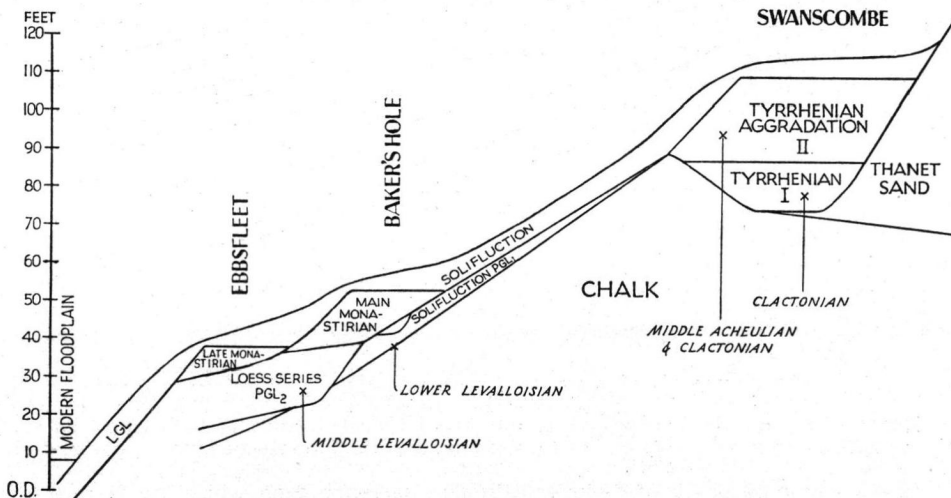 FEET
120
110
100
90
80
70
60
50
40
30
20
10
O.D.
MODERN FLOODPLAIN
LGL
EBBSFLEET
LATE MONA-
STIRIAN
LOESS SERIES
PGL2
MIDDLE LEVALLOISIAN
BAKER'S HOLE
MAIN
MONA-
STIRIAN
SOLIFLUCTION
SOLIFLUCTION PGL1
LOWER LEVALLOISIAN
CHALK
SWANSCOMBE
TYRRHENIAN
AGGRADATION
II
TYRRHENIAN
I
THANET
SAND
CLACTONIAN
MIDDLE ACHEULIAN
& CLACTONIAN